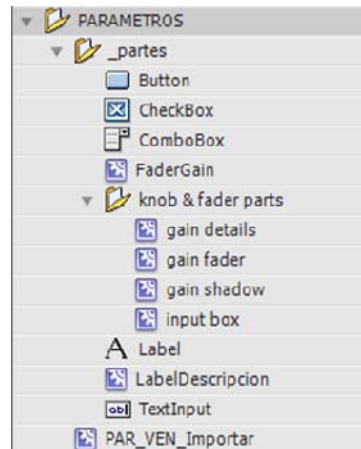 PARAMETROS
_partes
Button
CheckBox
ComboBox
FaderGain
knob & fader parts
gain details
gain fader
gain shadow
input box
A Label
LabelDescripcion
abl TextInput
PAR_VEN_Importar